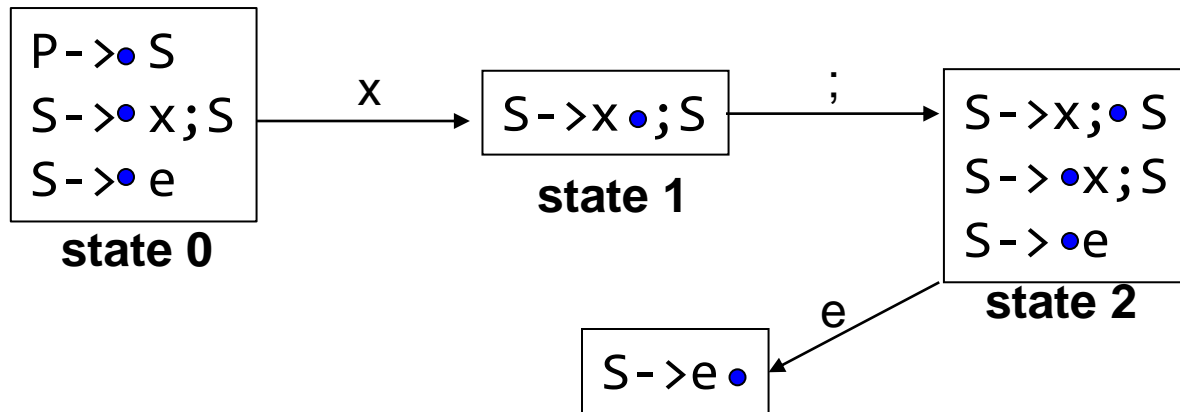 P->• S
S->• x;S
S->• e
state 0
x
S->x •;S
state 1
;
S->x;• S
S-> •x;S
S-> •e
state 2
e
S->e •